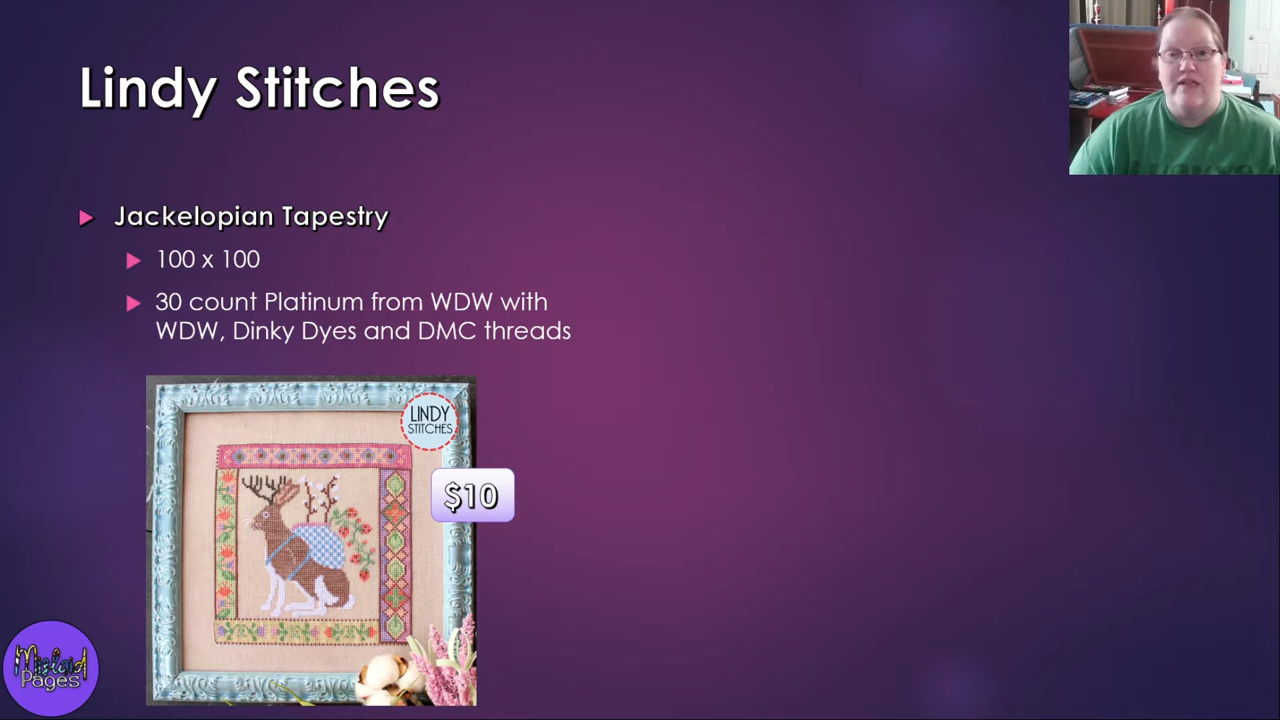 Lindy Stitches
Jackelopian Tapestry
100 x 100
30 count Platinum from WDW with
WDW, Dinky Dyes and DMC threads
LINDY
STITCHES
$10
Pages